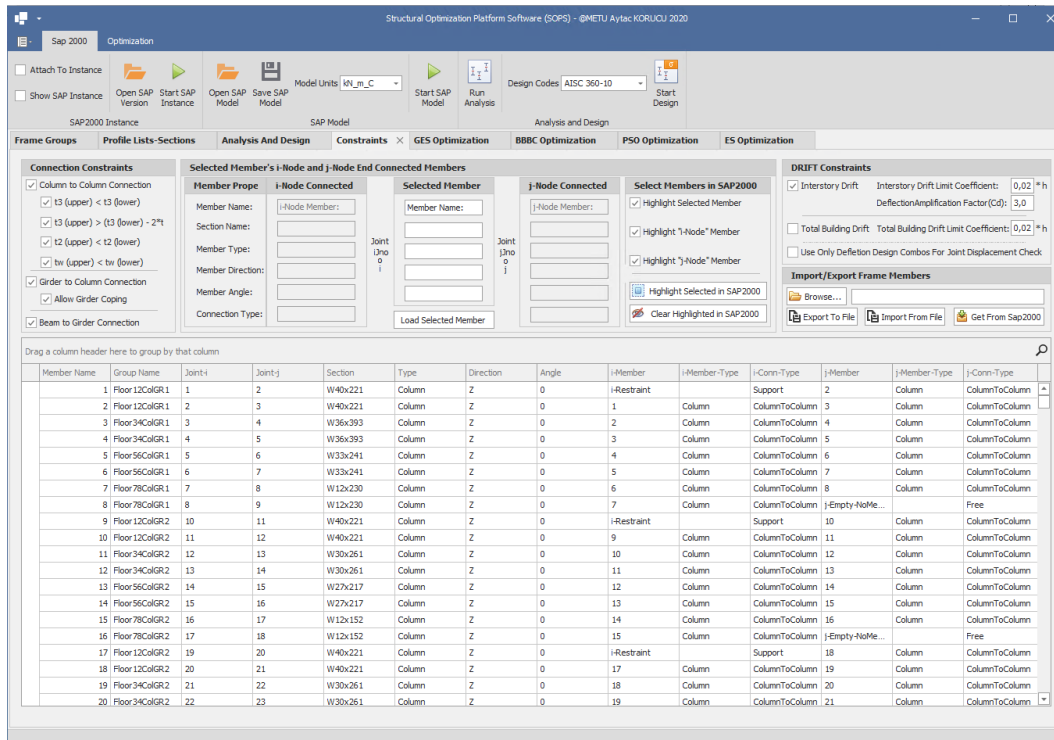 Structural Optimization Platform Software (SOPS) - @METU Aytac KORUCU 2020
Sap 2000 Optimization
Attach To Instance
Show SAP Instance
Open SAP Version
Start SAP Instance
SAP2000 Instance
Open SAP Model
Save SAP Model
Model Units kN_m_C
Start SAP Model
SAP Model
Run Analysis
Design Codes AISC 360-10
Start Design
Analysis and Design
Frame Groups Profile Lists-Sections Analysis And Design Constraints × GES Optimization BBBC Optimization PSO Optimization ES Optimization
Connection Constraints
Column to Column Connection
t3 (upper) < t3 (lower)
t3 (upper) > (t3 (lower) - 2*t
t2 (upper) < t2 (lower)
tw (upper) < tw (lower)
Girder to Column Connection
Allow Girder Coping
Beam to Girder Connection
Selected Member's i-Node and j-Node End Connected Members
Member Prope i-Node Connected
Member Name: i-Node Member:
Section Name:
Member Type:
Member Direction:
Member Angle:
Connection Type:
Joint
iJno
o
i
Selected Member
Member Name:
Load Selected Member
Joint
jJno
o
j
j-Node Connected
j-Node Member:
Select Members in SAP2000
Highlight Selected Member
Highlight "i-Node" Member
Highlight "j-Node" Member
Highlight Selected in SAP2000
Clear Highlighted in SAP2000
DRIFT Constraints
Interstory Drift Interstory Drift Limit Coefficient: 0,02 * h
DeflectionAmplification Factor(Cd): 3,0
Total Building Drift Total Building Drift Limit Coefficient: 0,02 * h
Use Only Defletion Design Combos For Joint Displacement Check
Import/Export Frame Members
Browse...
Export To File Import From File Get From Sap2000
Drag a column header here to group by that column
Member Name Group Name Joint-i Joint-j Section Type Direction Angle i-Member i-Member-Type i-Conn-Type j-Member j-Member-Type j-Conn-Type
1 Floor12ColGR1 1 2 W40x221 Column Z 0 i-Restraint Support 2 Column ColumnToColumn
2 Floor12ColGR1 2 3 W40x221 Column Z 0 1 Column ColumnToColumn 3 Column ColumnToColumn
3 Floor34ColGR1 3 4 W36x393 Column Z 0 2 Column ColumnToColumn 4 Column ColumnToColumn
4 Floor34ColGR1 4 5 W36x393 Column Z 0 3 Column ColumnToColumn 5 Column ColumnToColumn
5 Floor56ColGR1 5 6 W33x241 Column Z 0 4 Column ColumnToColumn 6 Column ColumnToColumn
6 Floor56ColGR1 6 7 W33x241 Column Z 0 5 Column ColumnToColumn 7 Column ColumnToColumn
7 Floor78ColGR1 7 8 W12x230 Column Z 0 6 Column ColumnToColumn 8 Column ColumnToColumn
8 Floor78ColGR1 8 9 W12x230 Column Z 0 7 Column ColumnToColumn j-Empty-NoMe... Free
9 Floor12ColGR2 10 11 W40x221 Column Z 0 i-Restraint Support 10 Column ColumnToColumn
10 Floor12ColGR2 11 12 W40x221 Column Z 0 9 Column ColumnToColumn 11 Column ColumnToColumn
11 Floor34ColGR2 12 13 W30x261 Column Z 0 10 Column ColumnToColumn 12 Column ColumnToColumn
12 Floor34ColGR2 13 14 W30x261 Column Z 0 11 Column ColumnToColumn 13 Column ColumnToColumn
13 Floor56ColGR2 14 15 W27x217 Column Z 0 12 Column ColumnToColumn 14 Column ColumnToColumn
14 Floor56ColGR2 15 16 W27x217 Column Z 0 13 Column ColumnToColumn 15 Column ColumnToColumn
15 Floor78ColGR2 16 17 W12x152 Column Z 0 14 Column ColumnToColumn 16 Column ColumnToColumn
16 Floor78ColGR2 17 18 W12x152 Column Z 0 15 Column ColumnToColumn j-Empty-NoMe... Free
17 Floor12ColGR2 19 20 W40x221 Column Z 0 i-Restraint Support 18 Column ColumnToColumn
18 Floor12ColGR2 20 21 W40x221 Column Z 0 17 Column ColumnToColumn 19 Column ColumnToColumn
19 Floor34ColGR2 21 22 W30x261 Column Z 0 18 Column ColumnToColumn 20 Column ColumnToColumn
20 Floor34ColGR2 22 23 W30x261 Column Z 0 19 Column ColumnToColumn 21 Column ColumnToColumn